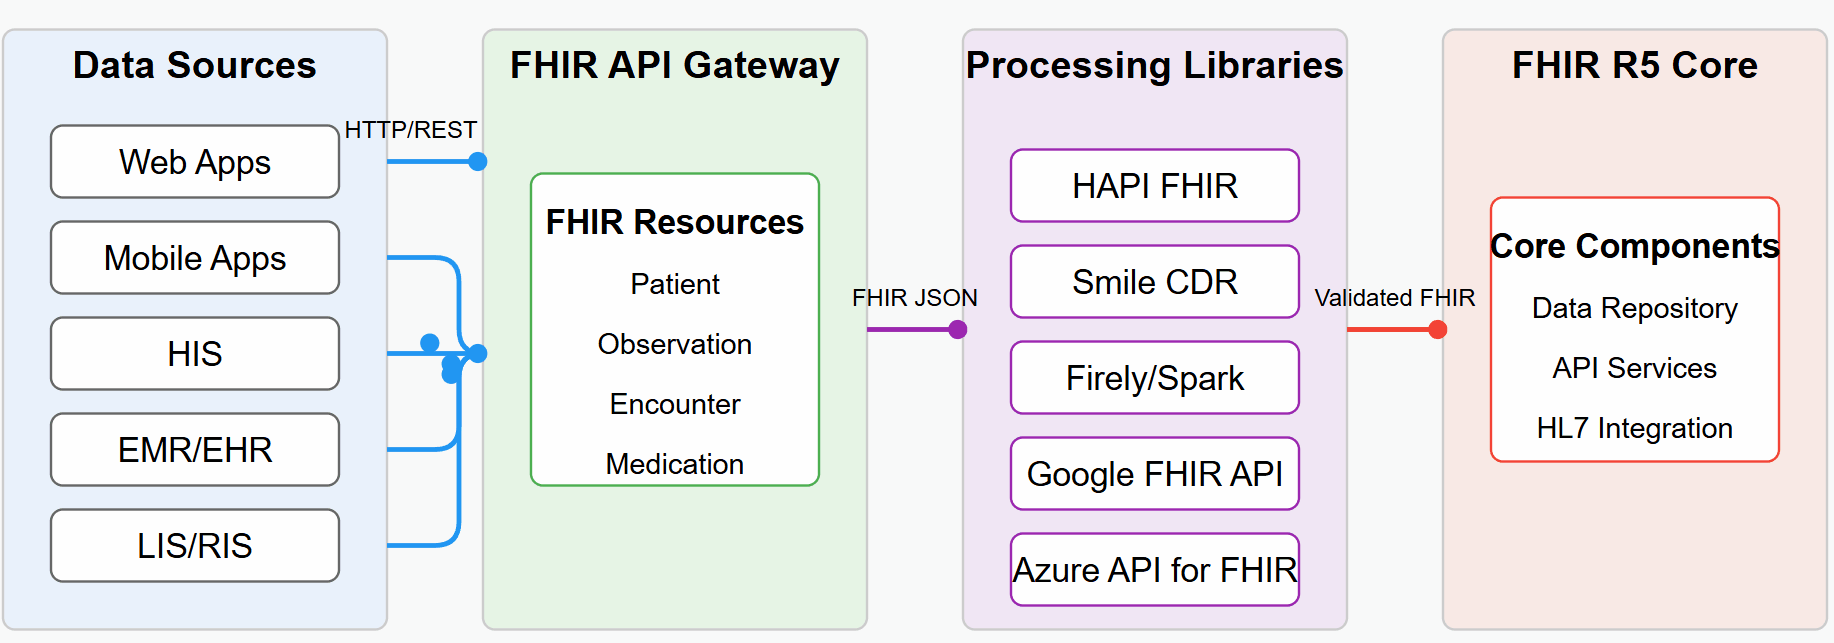 Data Sources
Web Apps
Mobile Apps
HIS
EMR/EHR
LIS/RIS
HTTP/REST
FHIR API Gateway
FHIR Resources
Patient
Observation
Encounter
Medication
FHIR JSON
Processing Libraries
HAPI FHIR
Smile CDR
Firely/Spark
Google FHIR API
Azure API for FHIR
Validated FHIR
FHIR R5 Core
Core Components
Data Repository
API Services
HL7 Integration